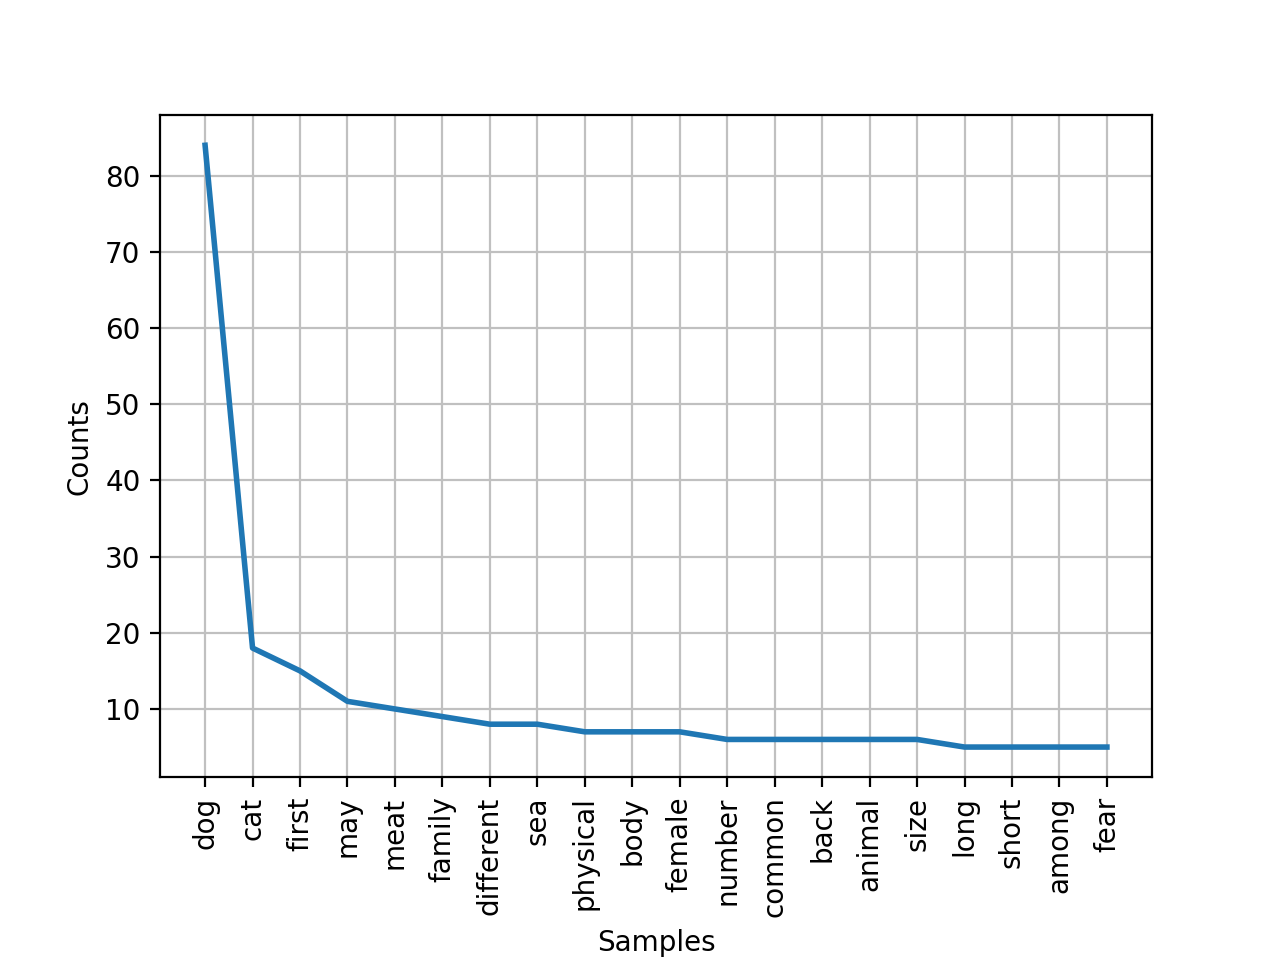 80
70
60
50
40
30
20
10
Counts
dog
cat
first
may
meat
family
different
sea
physical
body
female
number
common
back
animal
size
long
short
among
fear
Samples